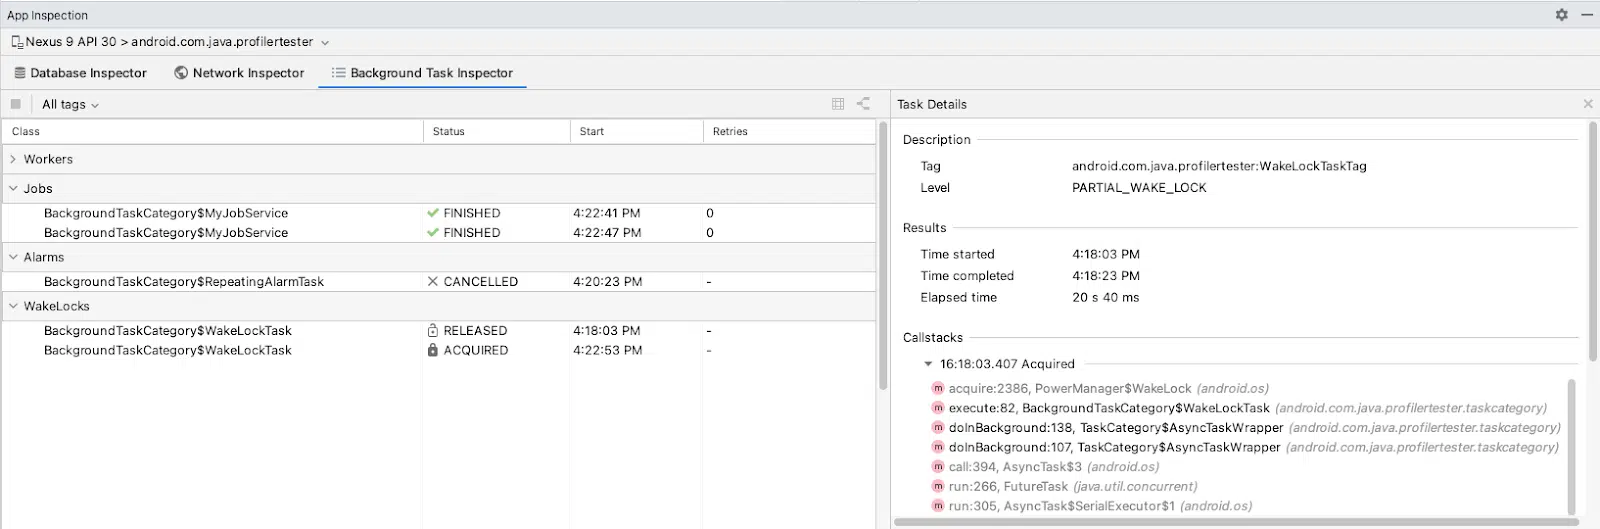 App Inspection
Nexus 9 API 30 > android.com.java.profilertester
Database Inspector Network Inspector Background Task Inspector
All tags
Class Status Start Retries
Workers
Jobs
BackgroundTaskCategory$MyJobService FINISHED 4:22:41 PM 0
BackgroundTaskCategory$MyJobService FINISHED 4:22:47 PM 0
Alarms
BackgroundTaskCategory$RepeatingAlarmTask CANCELLED 4:20:23 PM -
WakeLocks
BackgroundTaskCategory$WakeLockTask RELEASED 4:18:03 PM -
BackgroundTaskCategory$WakeLockTask ACQUIRED 4:22:53 PM -
Task Details
Description
Tag android.com.java.profilertester:WakeLockTaskTag
Level PARTIAL_WAKE_LOCK
Results
Time started 4:18:03 PM
Time completed 4:18:23 PM
Elapsed time 20 s 40 ms
Callstacks
16:18:03.407 Acquired
m acquire:2386, PowerManager$WakeLock (android.os)
m execute:82, BackgroundTaskCategory$WakeLockTask (android.com.java.profilertester.taskcategory)
m doInBackground:138, TaskCategory$AsyncTaskWrapper (android.com.java.profilertester.taskcategory)
m doInBackground:107, TaskCategory$AsyncTaskWrapper (android.com.java.profilertester.taskcategory)
m call:394, AsyncTask$3 (android.os)
m run:266, FutureTask (java.util.concurrent)
m run:305, AsyncTask$SerialExecutor$1 (android.os)